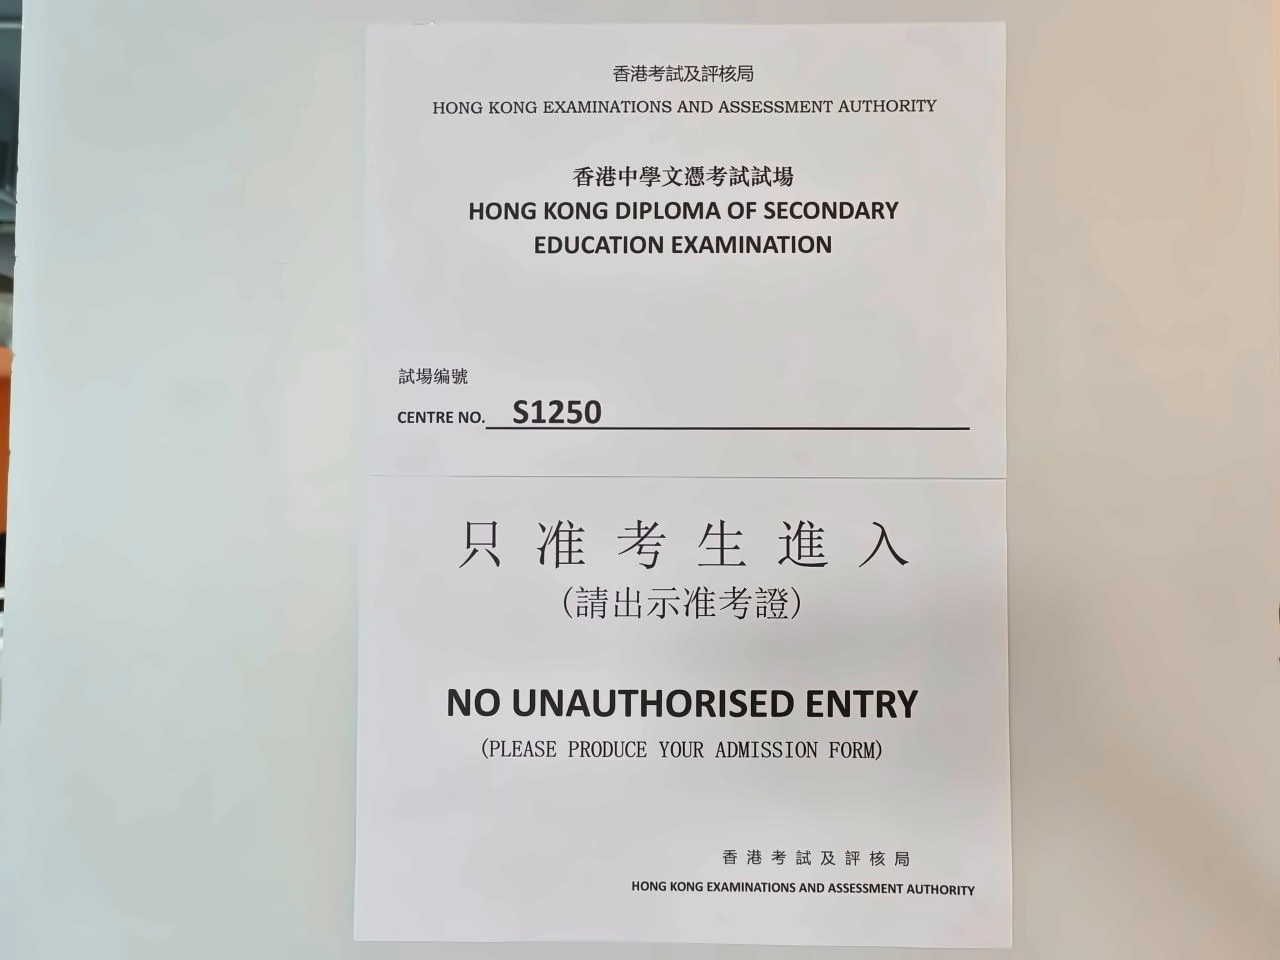 香港考試及評核局
HONG KONG EXAMINATIONS AND ASSESSMENT AUTHORITY
香港中學文憑考試試場
HONG KONG DIPLOMA OF SECONDARY
EDUCATION EXAMINATION
試場編號
CENTRE NO. S1250
只准考生進入
(請出示准考證)
NO UNAUTHORISED ENTRY
(PLEASE PRODUCE YOUR ADMISSION FORM)
香港考試及評核局
HONG KONG EXAMINATIONS AND ASSESSMENT AUTHORITY